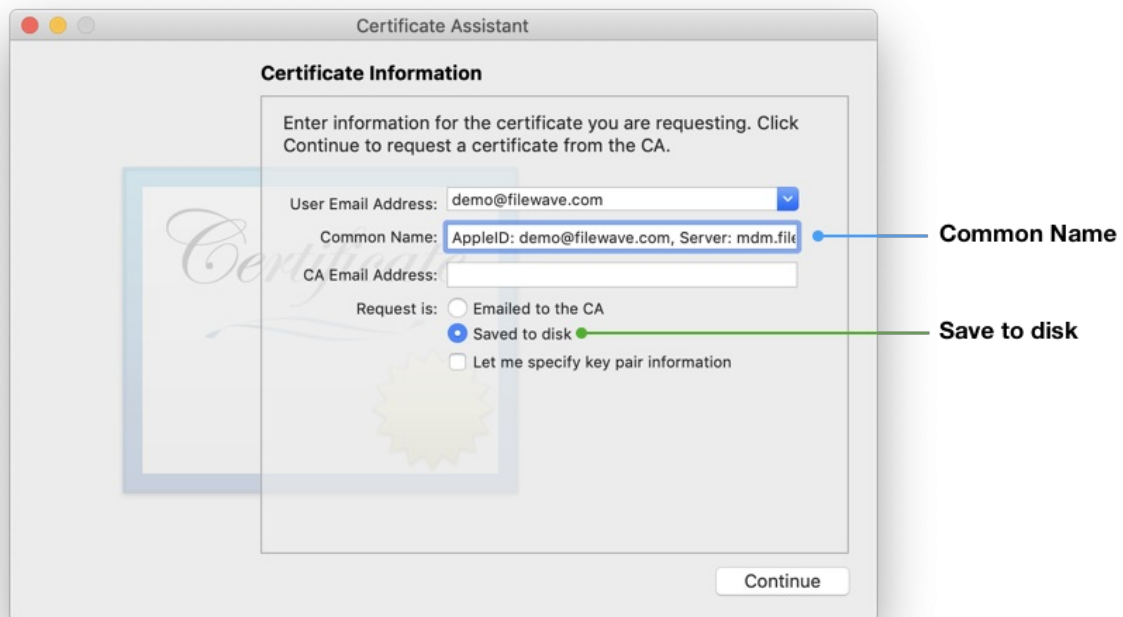 Certificate Assistant
Certificate Information
Enter information for the certificate you are requesting. Click
Continue to request a certificate from the CA.
User Email Address: demo@filewave.com
Common Name: AppleID: demo@filewave.com, Server: mdm.file
Common Name
CA Email Address:
Request is: Emailed to the CA
Saved to disk
Save to disk
Let me specify key pair information
Certificate
Continue